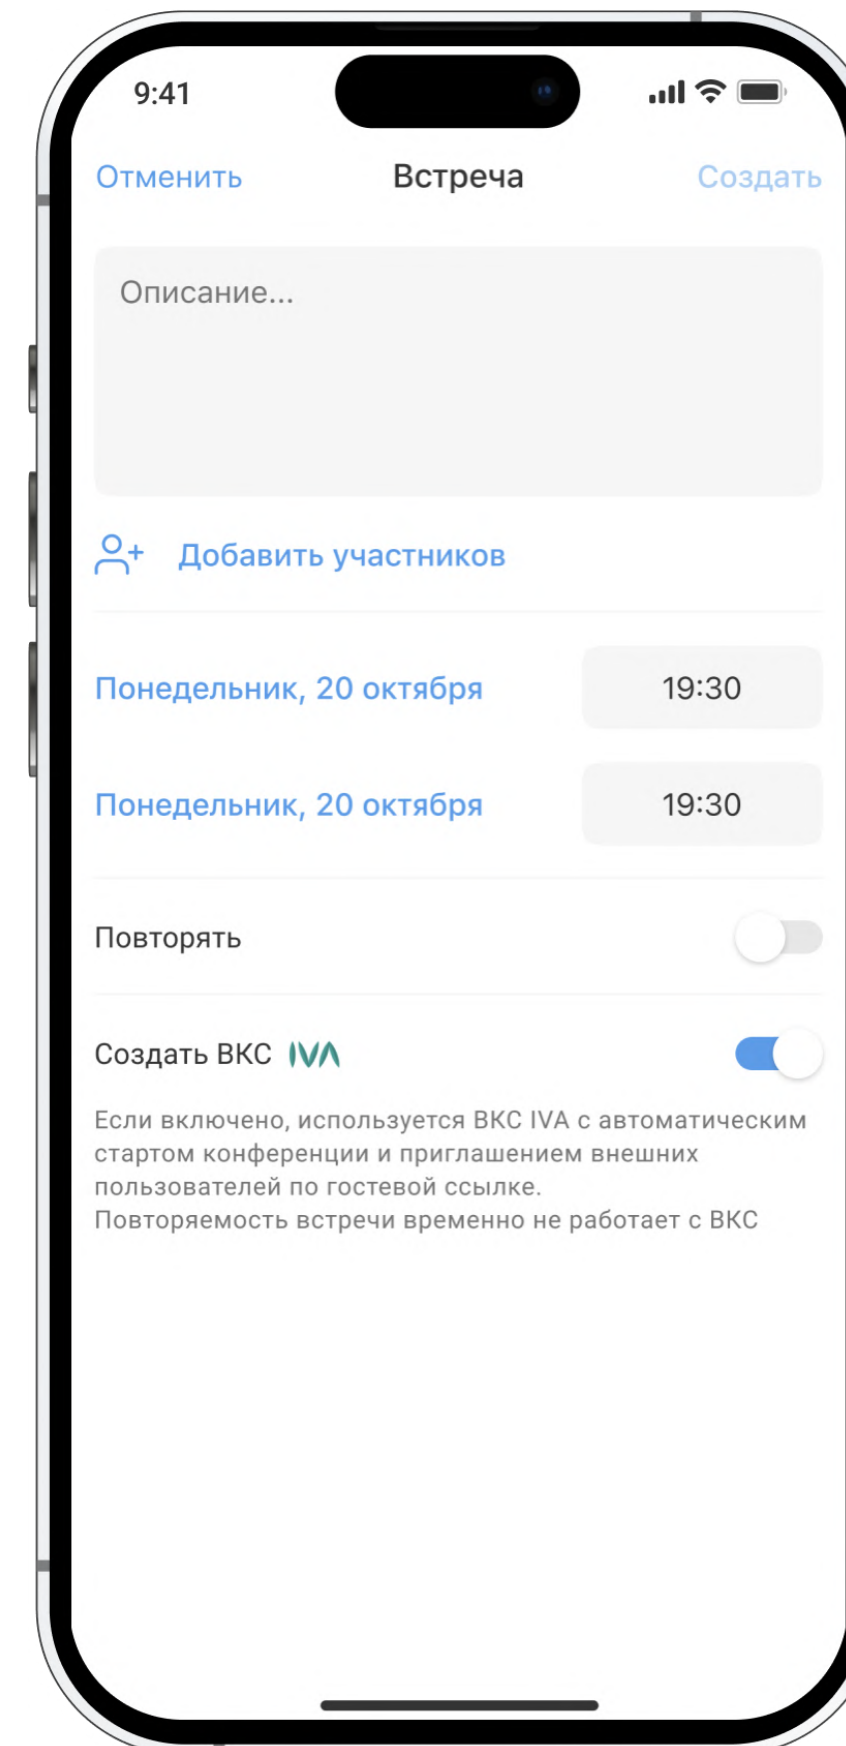 9:41
Отменить Встреча Создать
Описание...
Добавить участников
Понедельник, 20 октября 19:30
Понедельник, 20 октября 19:30
Повторять
Создать ВКС IVA
Если включено, используется ВКС IVA с автоматическим
стартом конференции и приглашением внешних
пользователей по гостевой ссылке.
Повторяемость встречи временно не работает с ВКС